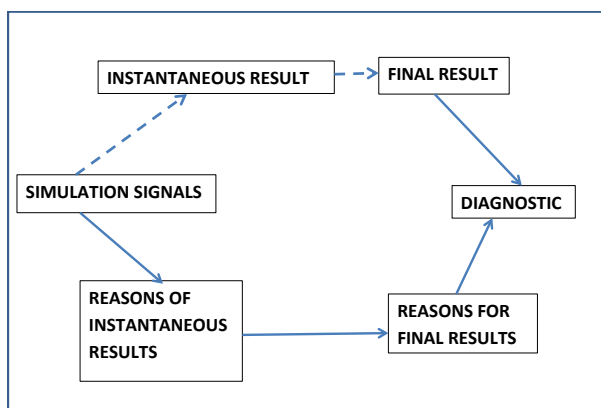 INSTANTANEOUS RESULT
FINAL RESULT
SIMULATION SIGNALS
DIAGNOSTIC
REASONS OF
INSTANTANEOUS
RESULTS
REASONS FOR
FINAL RESULTS